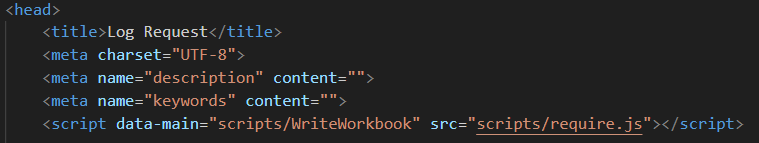 <head>
<title>Log Request</title>
<meta charset="UTF-8">
<meta name="description" content="">
<meta name="keywords" content="">
<script data-main="scripts/WriteWorkbook" src="scripts/require.js"></script>